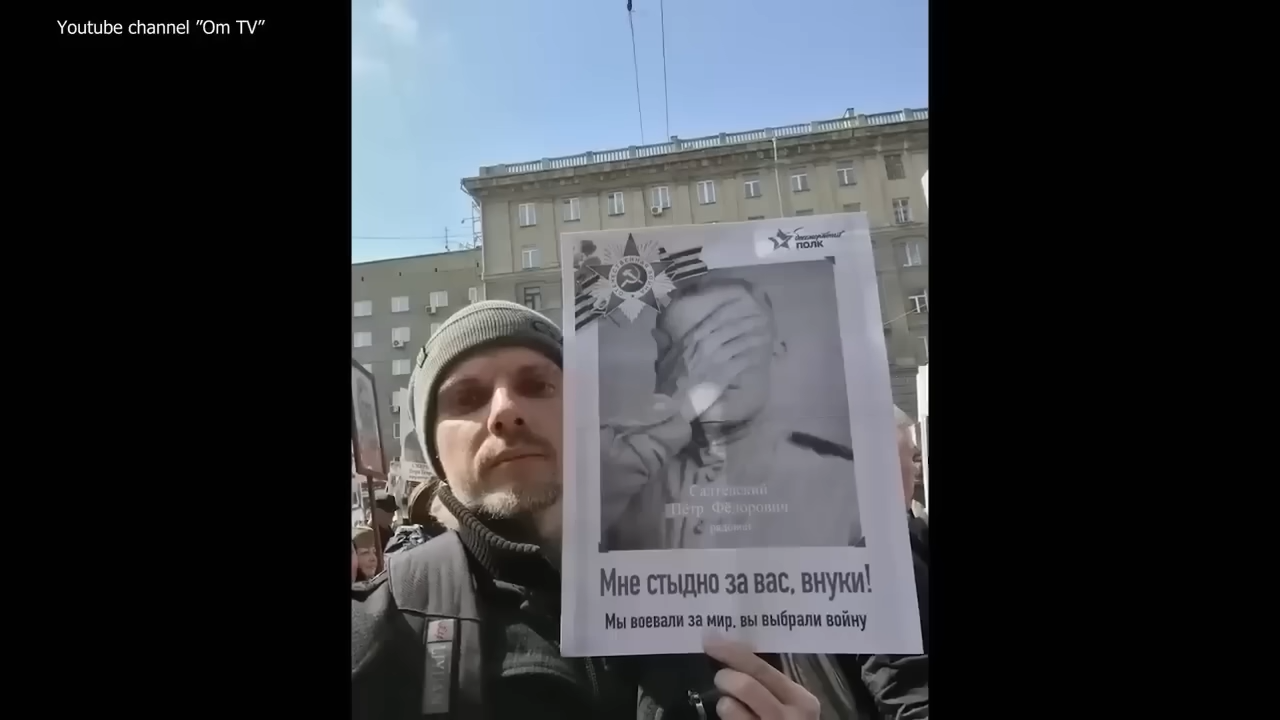 Youtube channel ”Om TV”
бессмертный
ПОЛК
Салтевский
Пётр Фёдорович
рядовой
Мне стыдно за вас, внуки!
Мы воевали за мир, вы выбрали войну